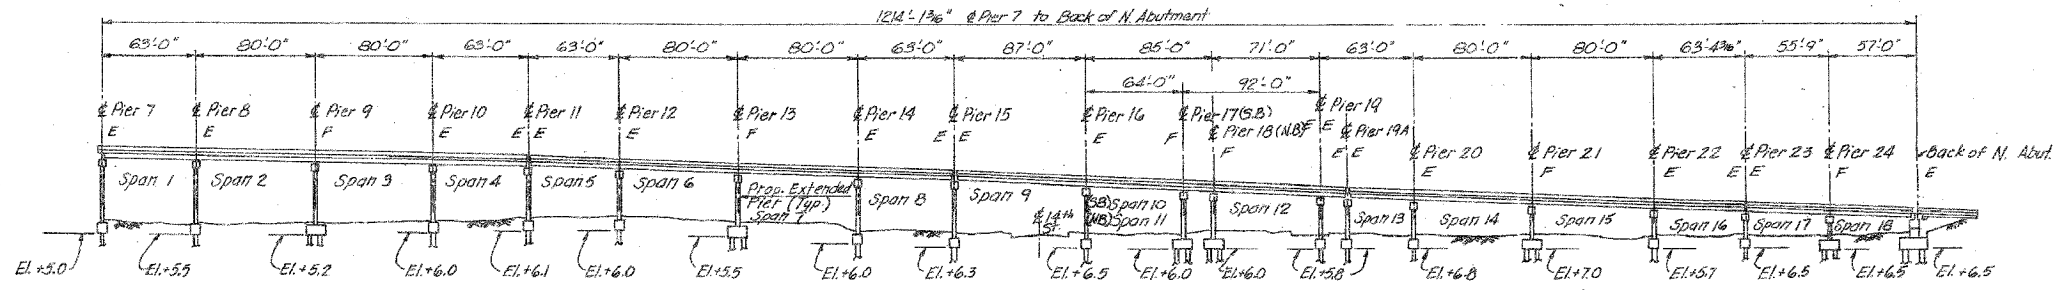 1214'-1 3/16" ℄ Pier 7 to Back of N. Abutment
63'-0" 80'-0" 80'-0" 63'-0" 63'-0" 80'-0" 80'-0" 63'-0" 87'-0" 85'-0" 71'-0" 63'-0" 80'-0" 80'-0" 63'-4 3/16" 55'-9" 57'-0"
64'-0" 92'-0"
℄ Pier 7 ℄ Pier 8 ℄ Pier 9 ℄ Pier 10 ℄ Pier 11 ℄ Pier 12 ℄ Pier 13 ℄ Pier 14 ℄ Pier 15 ℄ Pier 16 ℄ Pier 17(S.B.) ℄ Pier 19
E E F E E E E F E E E E F ℄ Pier 18 (N.B.) F E ℄ Pier 19A
F E E
℄ Pier 20 ℄ Pier 21 ℄ Pier 22 ℄ Pier 23 ℄ Pier 24 Back of N. Abut.
E F E E E F E
Span 1 Span 2 Span 3 Span 4 Span 5 Span 6 Prop. Extended
Pier (Typ.)
Span 7
Span 8 Span 9 (SB) Span 10
(NB) Span 11
Span 12 Span 13 Span 14 Span 15 Span 16 Span 17 Span 18
℄ 14th
St.
El. +5.0 El. +5.5 El. +5.2 El. +6.0 El. +6.1 El. +6.0 El. +5.5 El. +6.0 El. +6.3 El. +6.5 El. +6.0 El. +6.0 El. +5.8 El. +6.8 El. +7.0 El. +5.7 El. +6.5 El. +6.5 El. +6.5